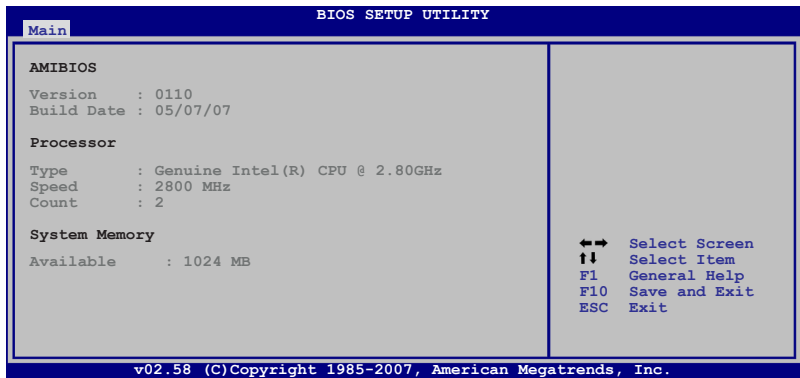 BIOS SETUP UTILITY
Main
AMIBIOS
Version : 0110
Build Date : 05/07/07
Processor
Type : Genuine Intel(R) CPU @ 2.80GHz
Speed : 2800 MHz
Count : 2
System Memory
Available : 1024 MB
←→ Select Screen
↑↓ Select Item
F1 General Help
F10 Save and Exit
ESC Exit
v02.58 (C)Copyright 1985-2007, American Megatrends, Inc.